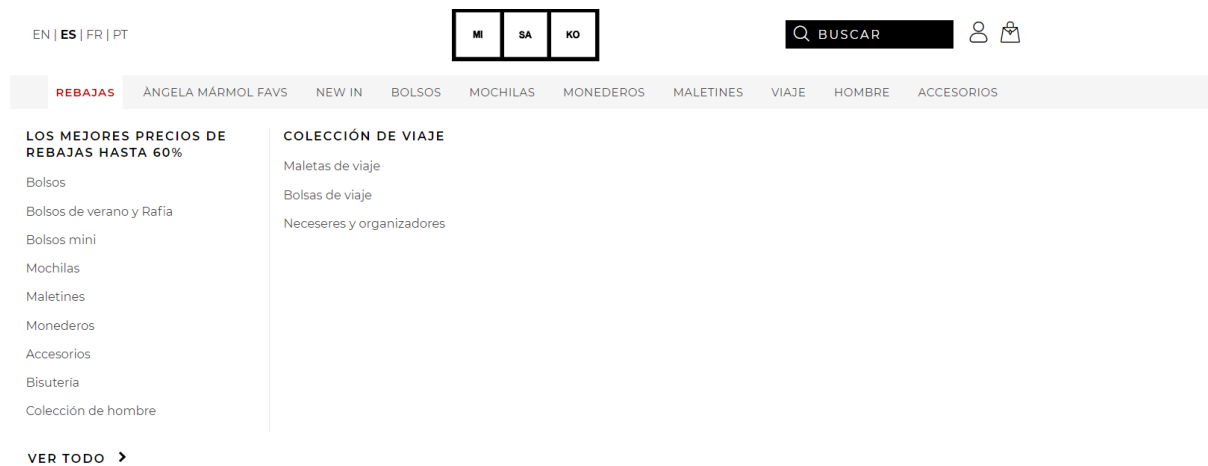 EN | ES | FR | PT
MI SA KO
BUSCAR
REBAJAS ÀNGELA MÁRMOL FAVS NEW IN BOLSOS MOCHILAS MONEDEROS MALETINES VIAJE HOMBRE ACCESORIOS
LOS MEJORES PRECIOS DE
REBAJAS HASTA 60%
Bolsos
Bolsos de verano y Rafia
Bolsos mini
Mochilas
Maletines
Monederos
Accesorios
Bisutería
Colección de hombre
VER TODO
COLECCIÓN DE VIAJE
Maletas de viaje
Bolsas de viaje
Neceseres y organizadores